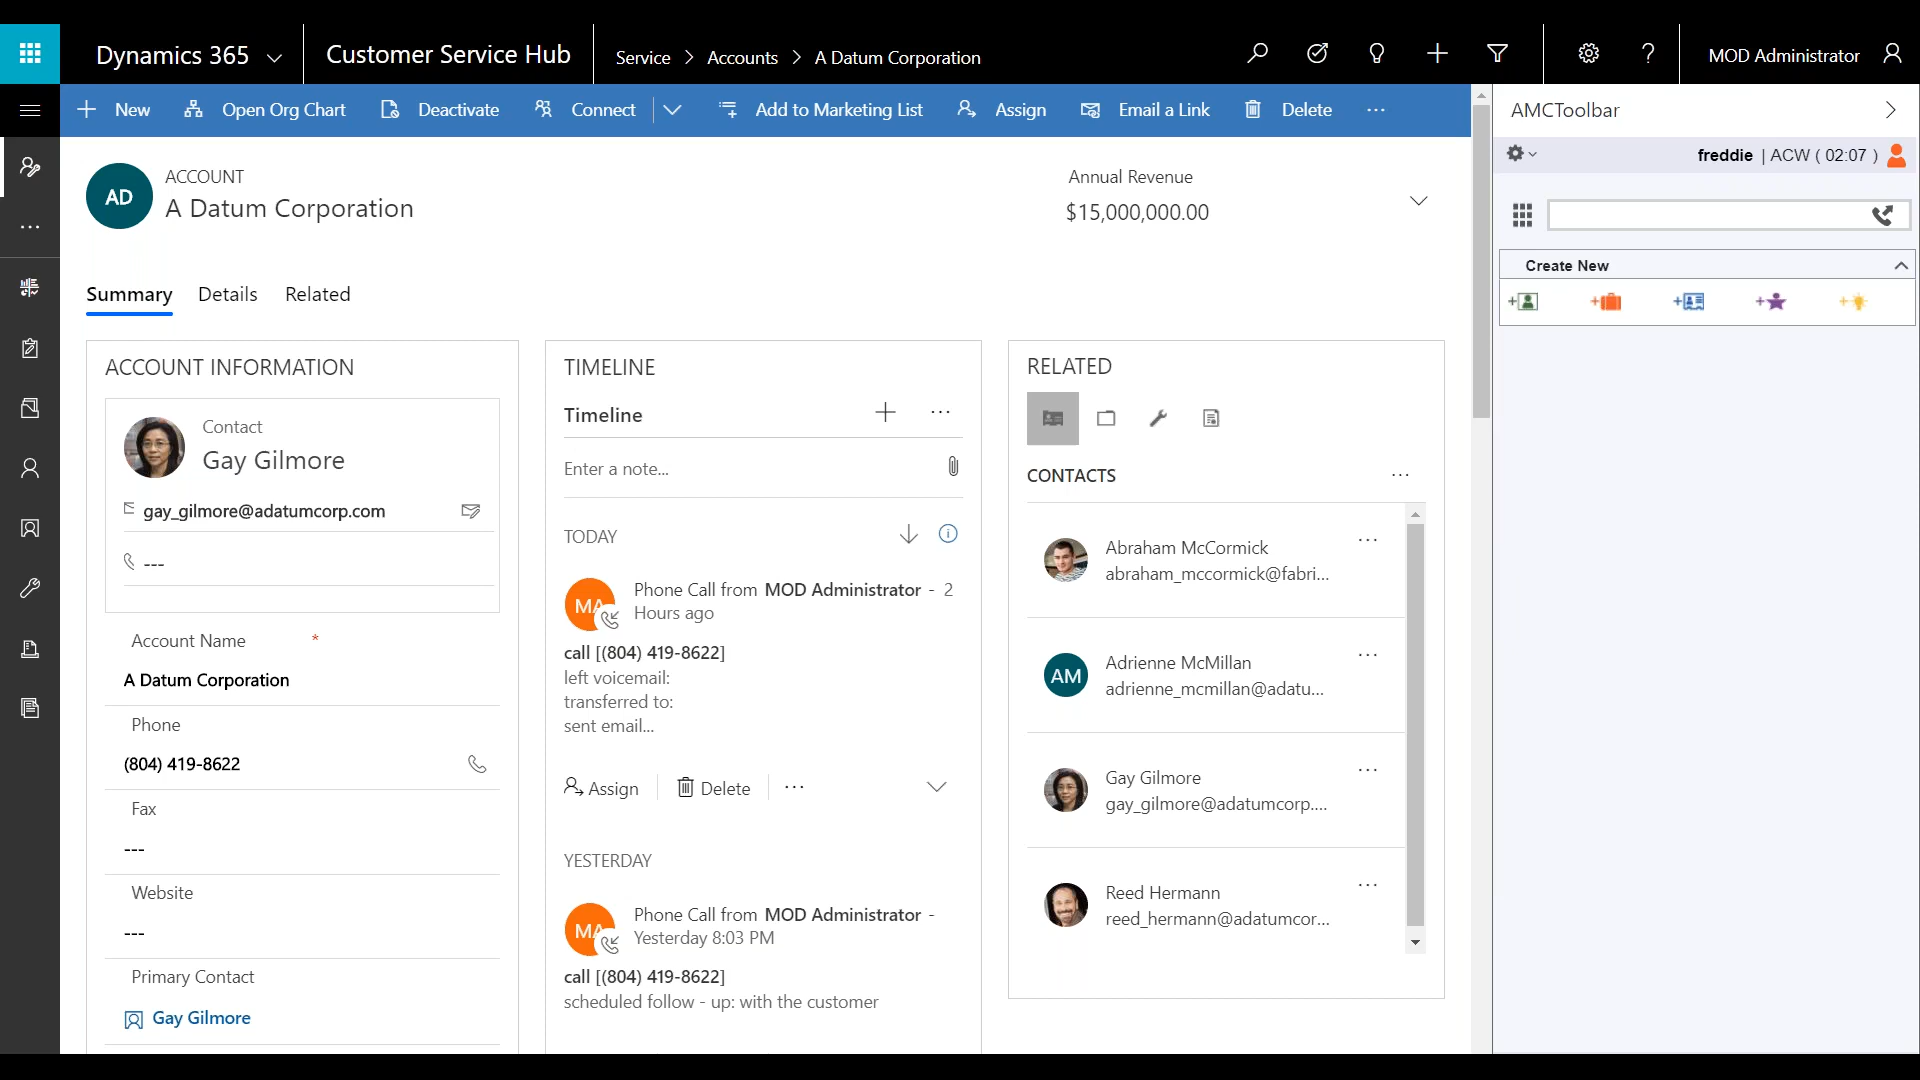 Dynamics 365
Customer Service Hub
Service > Accounts > A Datum Corporation
MOD Administrator
New
Open Org Chart
Deactivate
Connect
Add to Marketing List
Assign
Email a Link
Delete
AMCToolbar
freddie | ACW ( 02:07 )
AD
ACCOUNT
A Datum Corporation
Annual Revenue
$15,000,000.00
Create New
Summary
Details
Related
ACCOUNT INFORMATION
Contact
Gay Gilmore
gay_gilmore@adatumcorp.com
---
Account Name *
A Datum Corporation
Phone
(804) 419-8622
Fax
---
Website
---
Primary Contact
Gay Gilmore
TIMELINE
Timeline
Enter a note...
TODAY
MA
Phone Call from MOD Administrator - 2
Hours ago
call [(804) 419-8622]
left voicemail:
transferred to:
sent email...
Assign
Delete
YESTERDAY
MA
Phone Call from MOD Administrator -
Yesterday 8:03 PM
call [(804) 419-8622]
scheduled follow - up: with the customer
RELATED
CONTACTS
Abraham McCormick
abraham_mccormick@fabri...
AM
Adrienne McMillan
adrienne_mcmillan@adatu...
Gay Gilmore
gay_gilmore@adatumcorp....
Reed Hermann
reed_hermann@adatumcor...